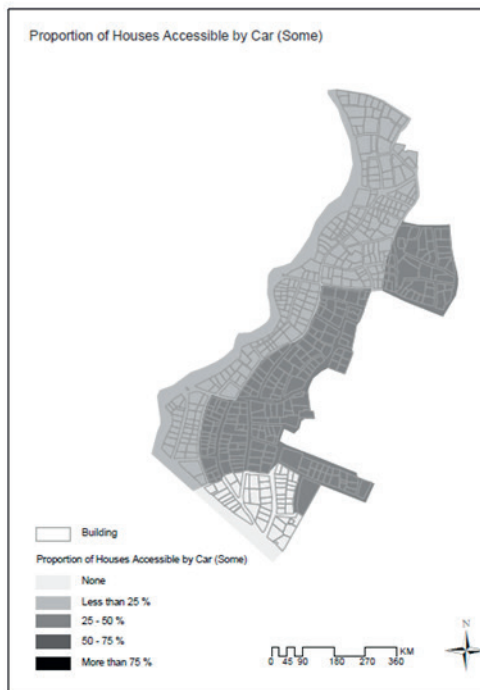 Proportion of Houses Accessible by Car (Some)
Building
Proportion of Houses Accessible by Car (Some)
None
Less than 25 %
25 - 50 %
50 - 75 %
More than 75 %
N
KM
0 45 90 180 270 360